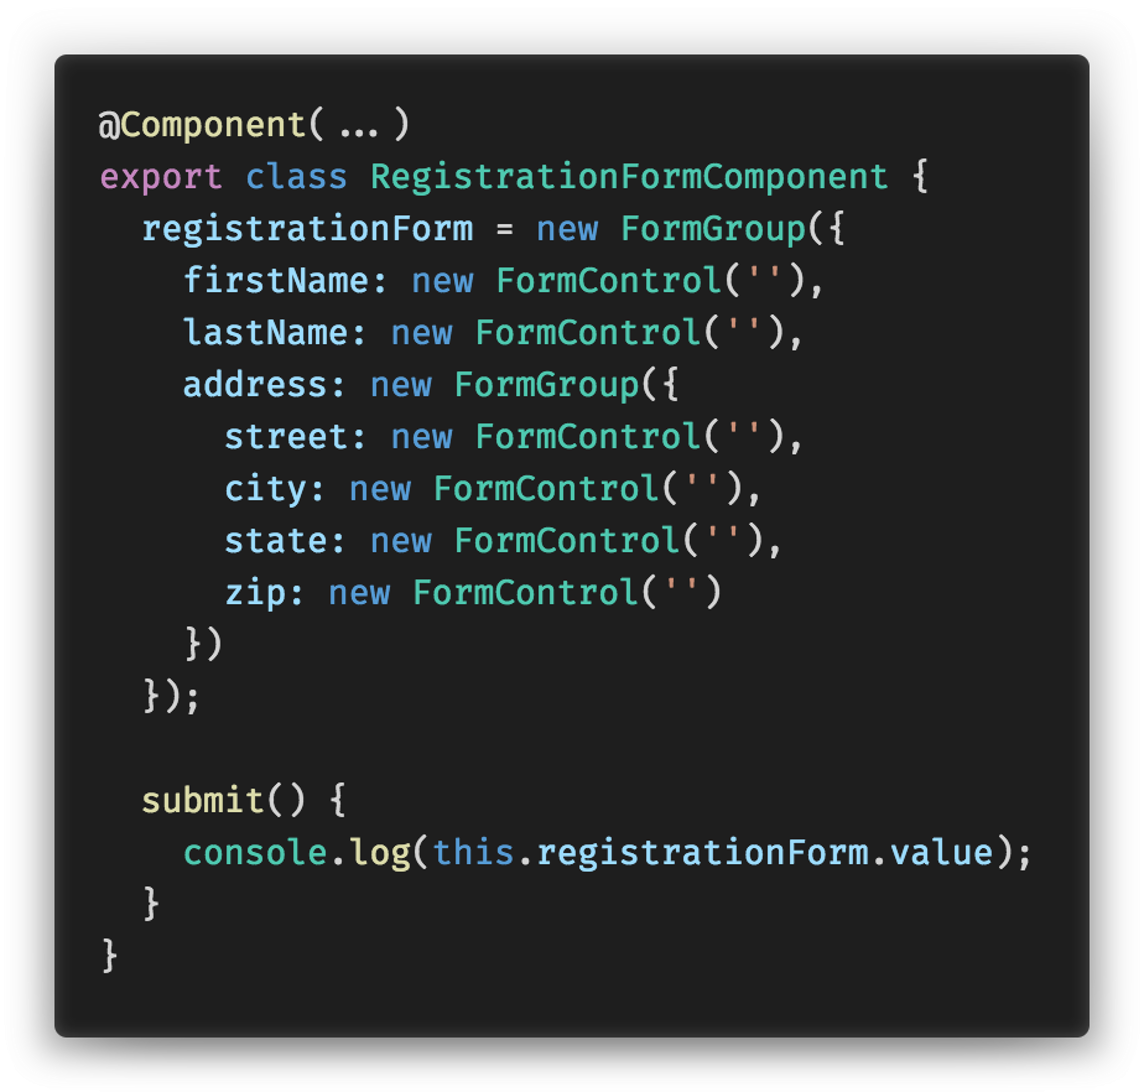 @Component(...)
export class RegistrationFormComponent {
  registrationForm = new FormGroup({
    firstName: new FormControl(''),
    lastName: new FormControl(''),
    address: new FormGroup({
      street: new FormControl(''),
      city: new FormControl(''),
      state: new FormControl(''),
      zip: new FormControl('')
    })
  });

  submit() {
    console.log(this.registrationForm.value);
  }
}